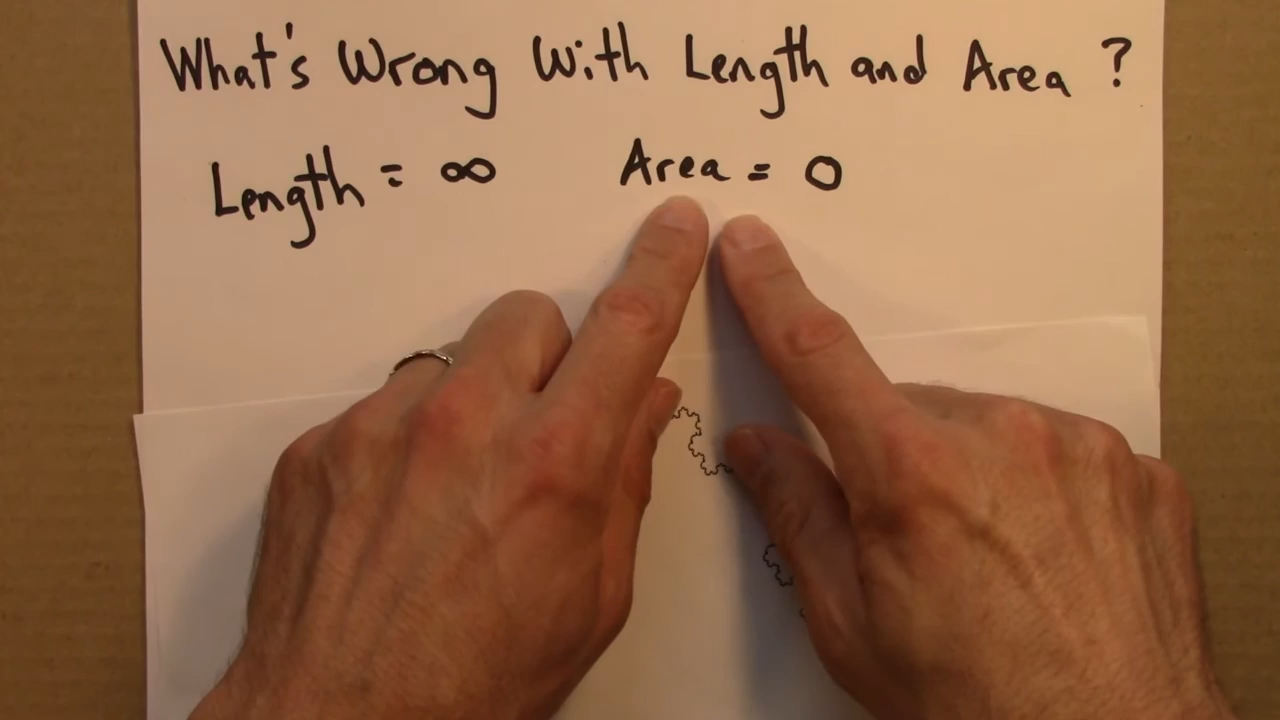 What's Wrong With Length and Area ?
Length = ∞ Area = 0